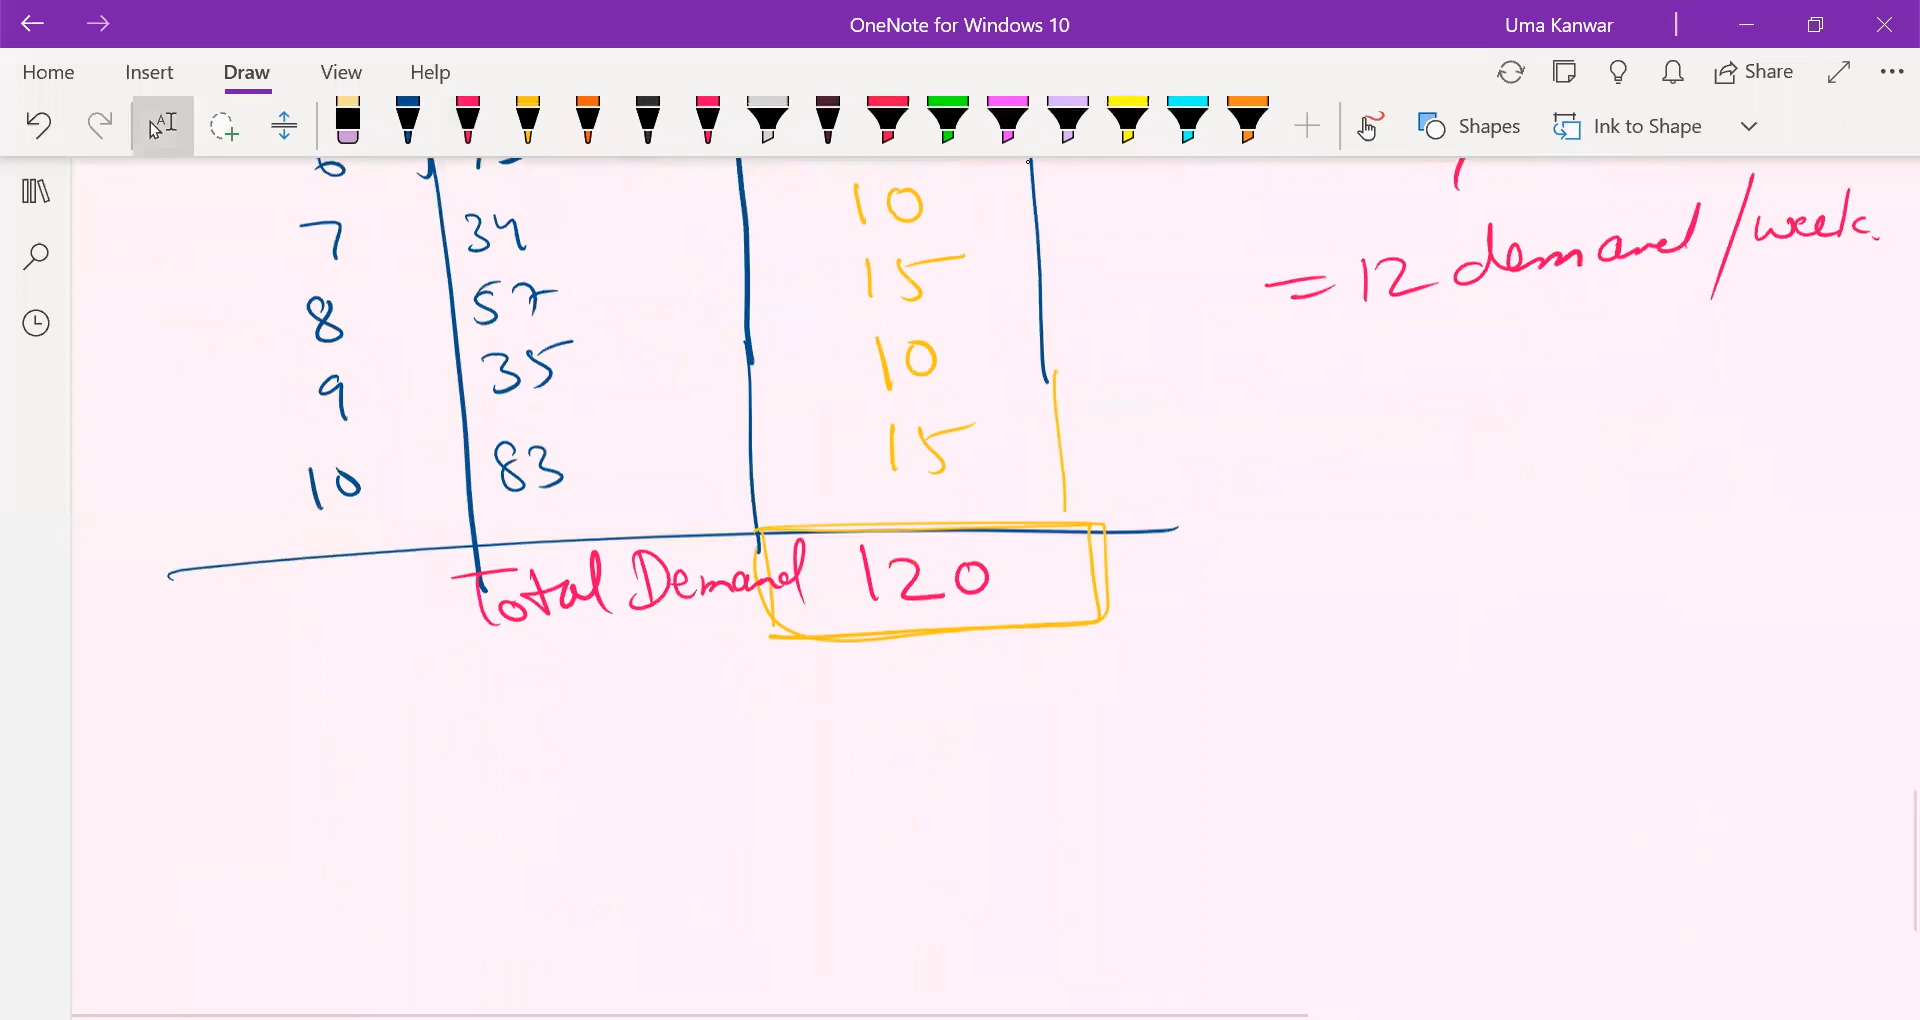 OneNote for Windows 10
Uma Kanwar
Home Insert Draw View Help
Share
Shapes
Ink to Shape
6
7 34 10
8 57 15
9 35 10
10 83 15
Total Demand 120
= 12 demand/week.